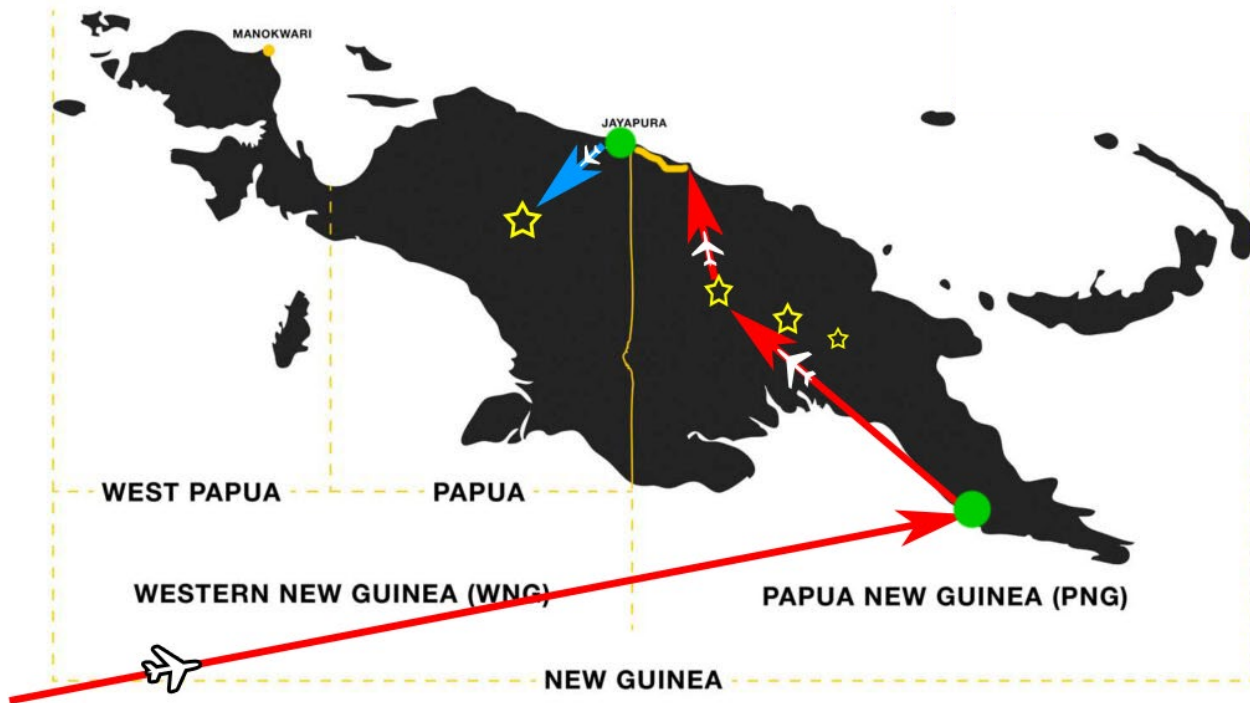 MANOKWARI
JAYAPURA
WEST PAPUA
PAPUA
WESTERN NEW GUINEA (WNG)
PAPUA NEW GUINEA (PNG)
NEW GUINEA